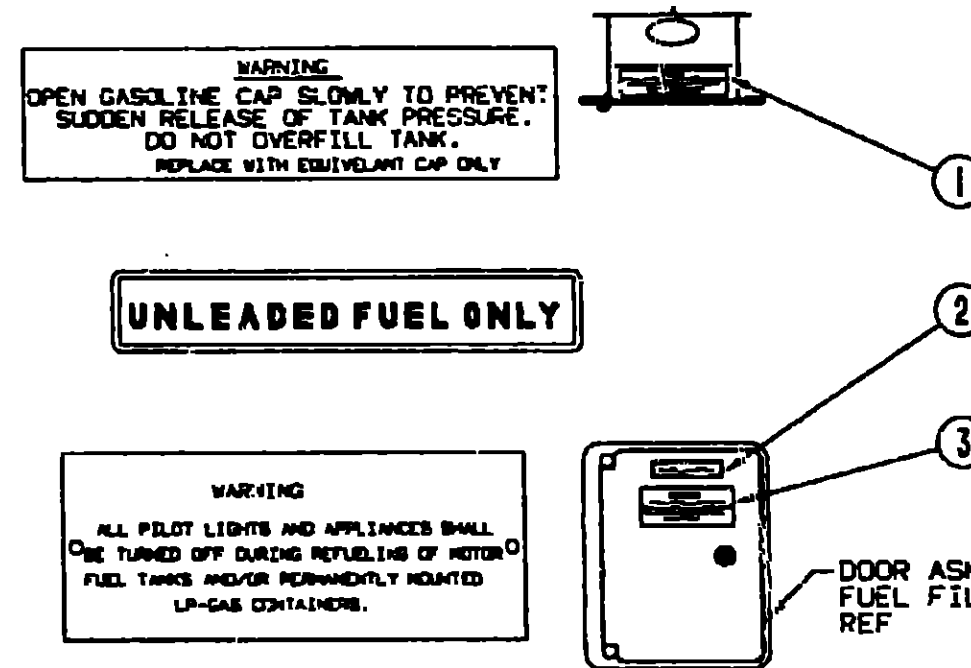 WARNING
OPEN GASOLINE CAP SLOWLY TO PREVENT
SUDDEN RELEASE OF TANK PRESSURE.
DO NOT OVERFILL TANK.
REPLACE WITH EQUIVELANT CAP ONLY
1
UNLEADED FUEL ONLY
2
3
WARNING
ALL PILOT LIGHTS AND APPLIANCES SHALL
BE TURNED OFF DURING REFUELING OF MOTOR
FUEL TANKS AND/OR PERMANENTLY MOUNTED
LP-GAS CONTAINERS.
DOOR AS
FUEL FIL
REF